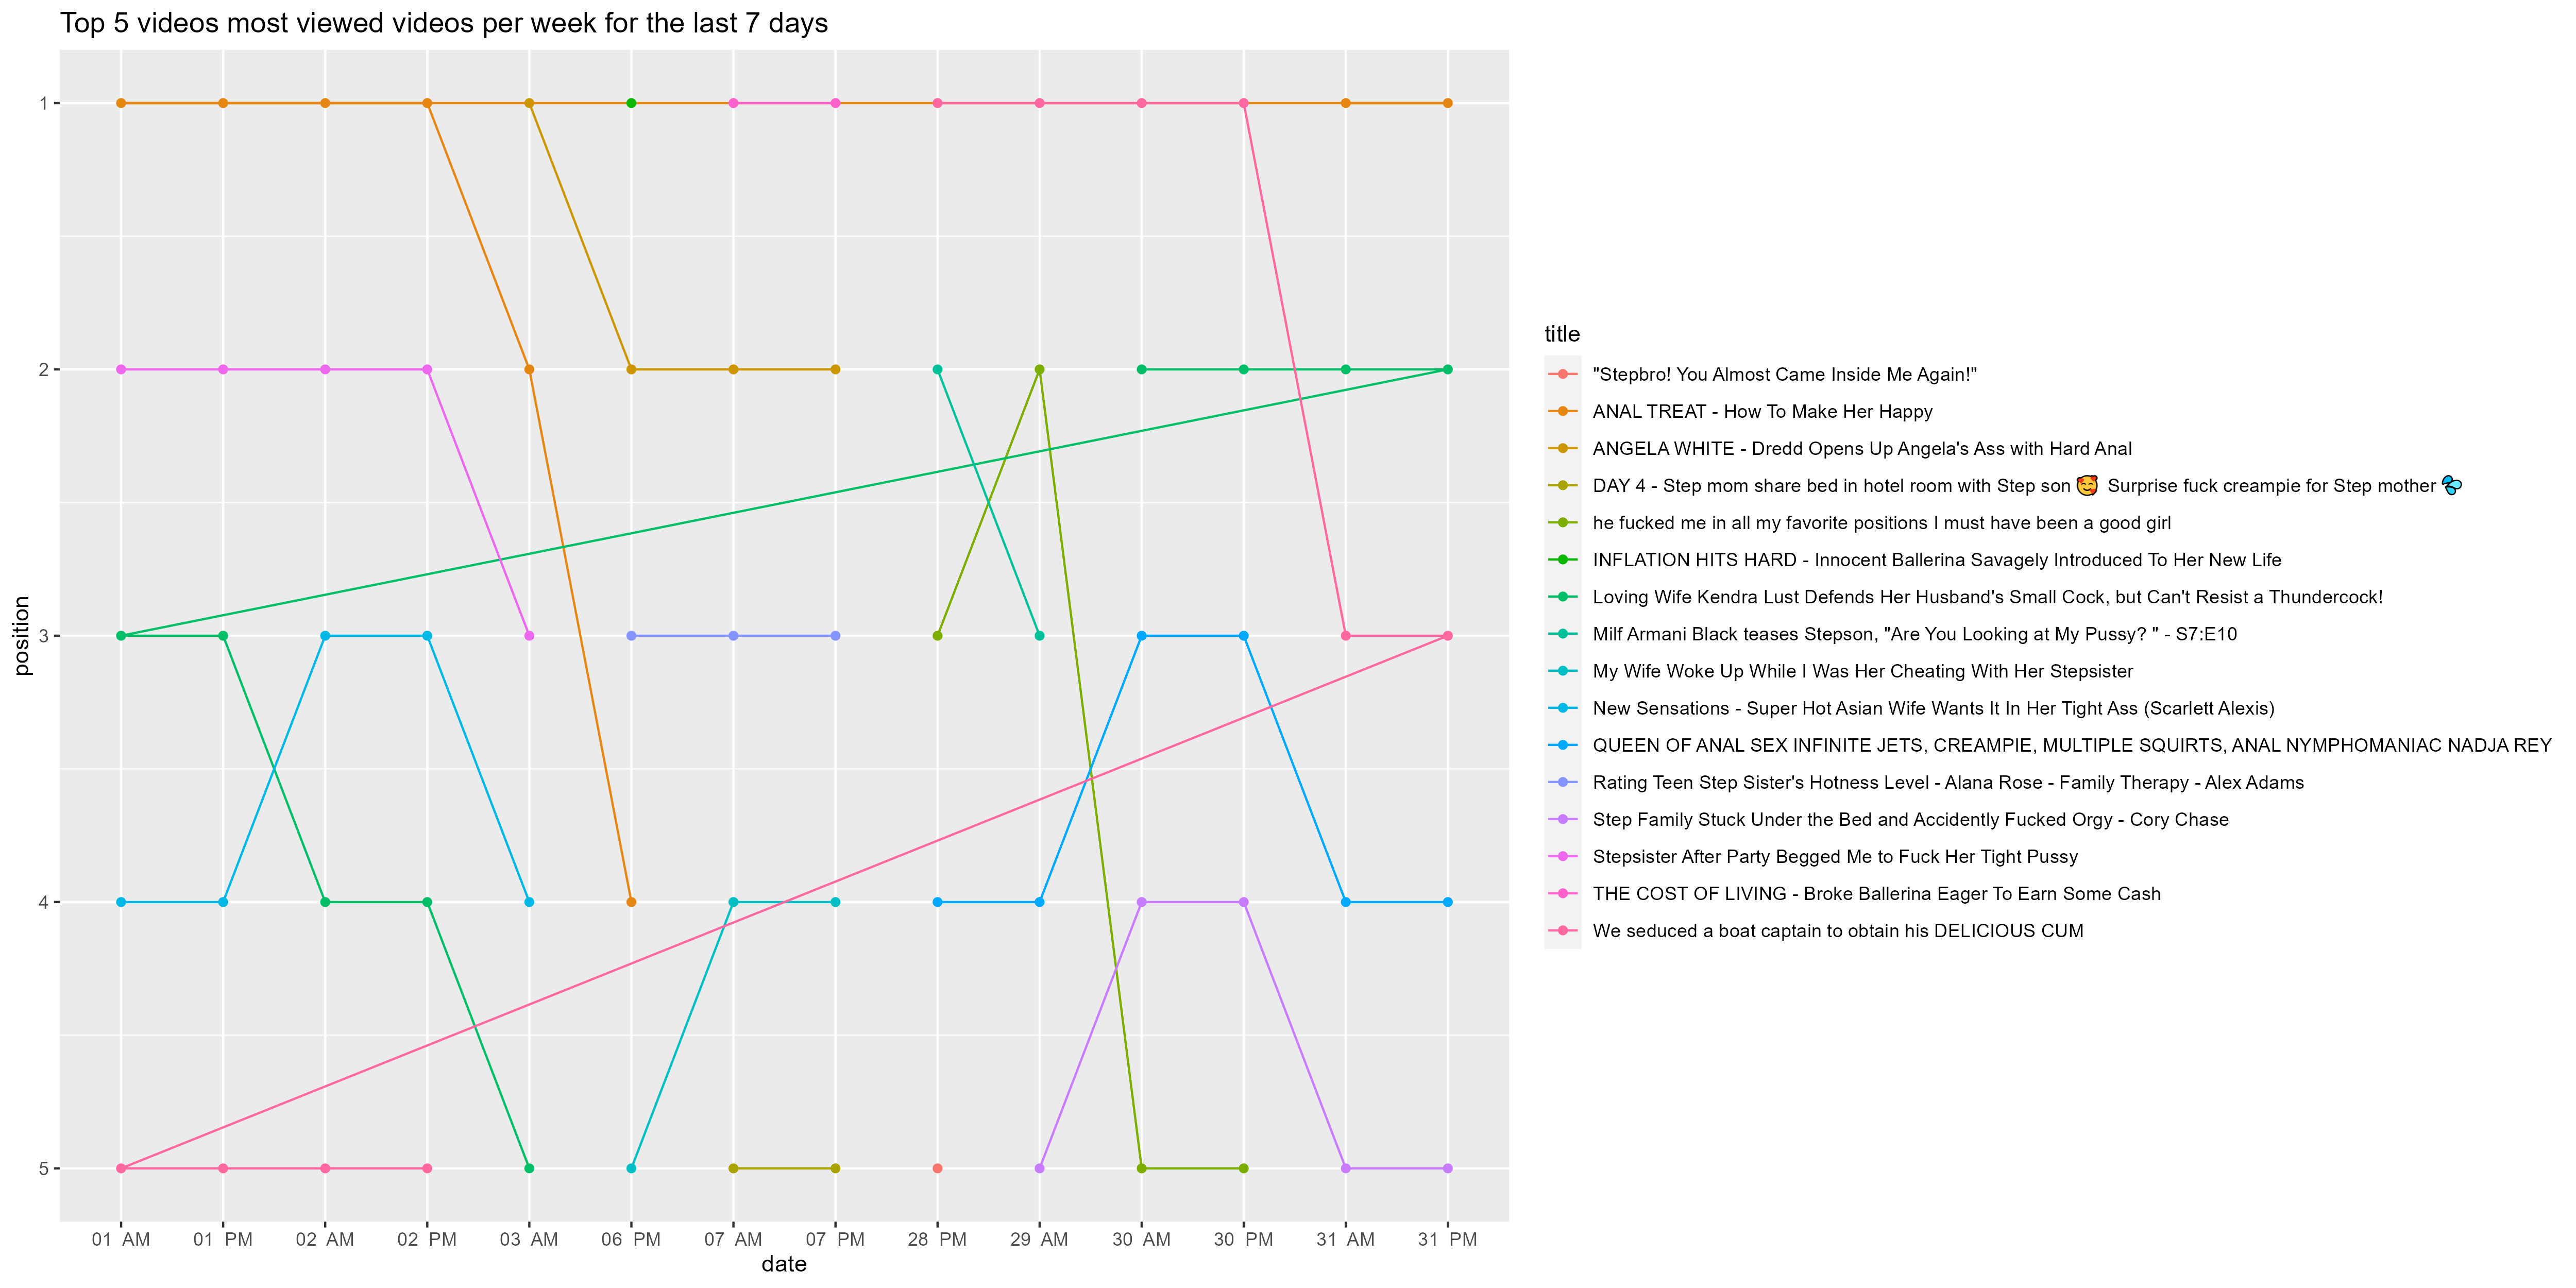 Top 5 videos most viewed videos per week for the last 7 days
position
1
2
3
4
5
01 AM
01 PM
02 AM
02 PM
03 AM
06 PM
07 AM
07 PM
28 PM
29 AM
30 AM
30 PM
31 AM
31 PM
date
title
"Stepbro! You Almost Came Inside Me Again!"
ANAL TREAT - How To Make Her Happy
ANGELA WHITE - Dredd Opens Up Angela's Ass with Hard Anal
DAY 4 - Step mom share bed in hotel room with Step son 🥰 Surprise fuck creampie for Step mother 💦
he fucked me in all my favorite positions I must have been a good girl
INFLATION HITS HARD - Innocent Ballerina Savagely Introduced To Her New Life
Loving Wife Kendra Lust Defends Her Husband's Small Cock, but Can't Resist a Thundercock!
Milf Armani Black teases Stepson, "Are You Looking at My Pussy? " - S7:E10
My Wife Woke Up While I Was Her Cheating With Her Stepsister
New Sensations - Super Hot Asian Wife Wants It In Her Tight Ass (Scarlett Alexis)
QUEEN OF ANAL SEX INFINITE JETS, CREAMPIE, MULTIPLE SQUIRTS, ANAL NYMPHOMANIAC NADJA REY
Rating Teen Step Sister's Hotness Level - Alana Rose - Family Therapy - Alex Adams
Step Family Stuck Under the Bed and Accidently Fucked Orgy - Cory Chase
Stepsister After Party Begged Me to Fuck Her Tight Pussy
THE COST OF LIVING - Broke Ballerina Eager To Earn Some Cash
We seduced a boat captain to obtain his DELICIOUS CUM